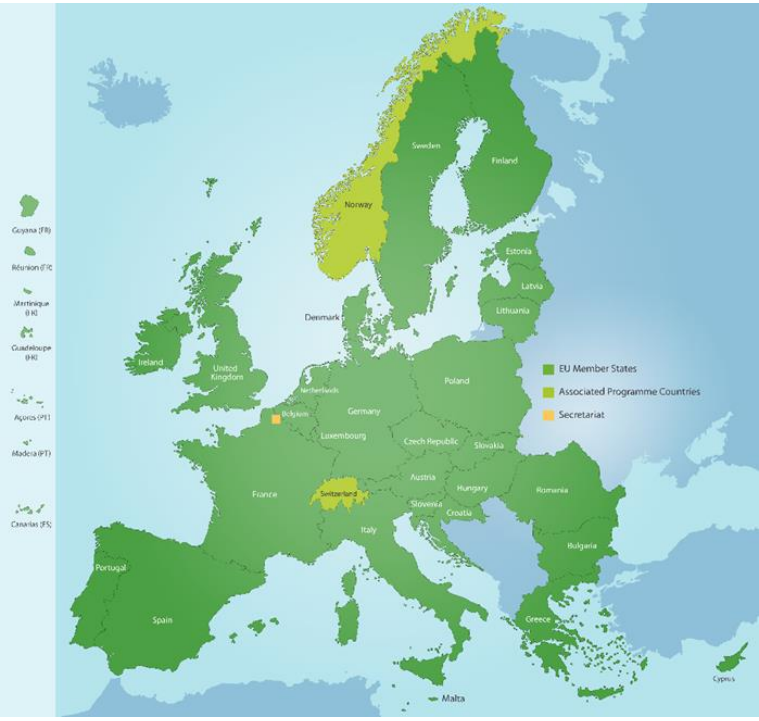 Sweden
Finland
Norway
Guyana (FR)
Estonia
Réunion (FR)
Latvia
Martinique
Lithuania
Denmark
Guadeloupe
Ireland
United
Kingdom
Netherlands
Poland
EU Member States
Associated Programme Countries
Secretariat
Belgium
Germany
Açores (PT)
Luxembourg
Czech Republic
Slovakia
Madera (PT)
Austria
Hungary
Romania
France
Switzerland
Slovenia
Croatia
Canarias (ES)
Italy
Bulgaria
Portugal
Spain
Greece
Cyprus
Malta